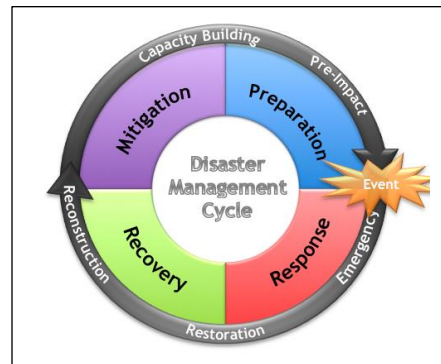 Capacity Building
Pre-Impact
Mitigation
Preparation
Disaster
Management
Cycle
Event
Reconstruction
Recovery
Response
Emergency
Restoration